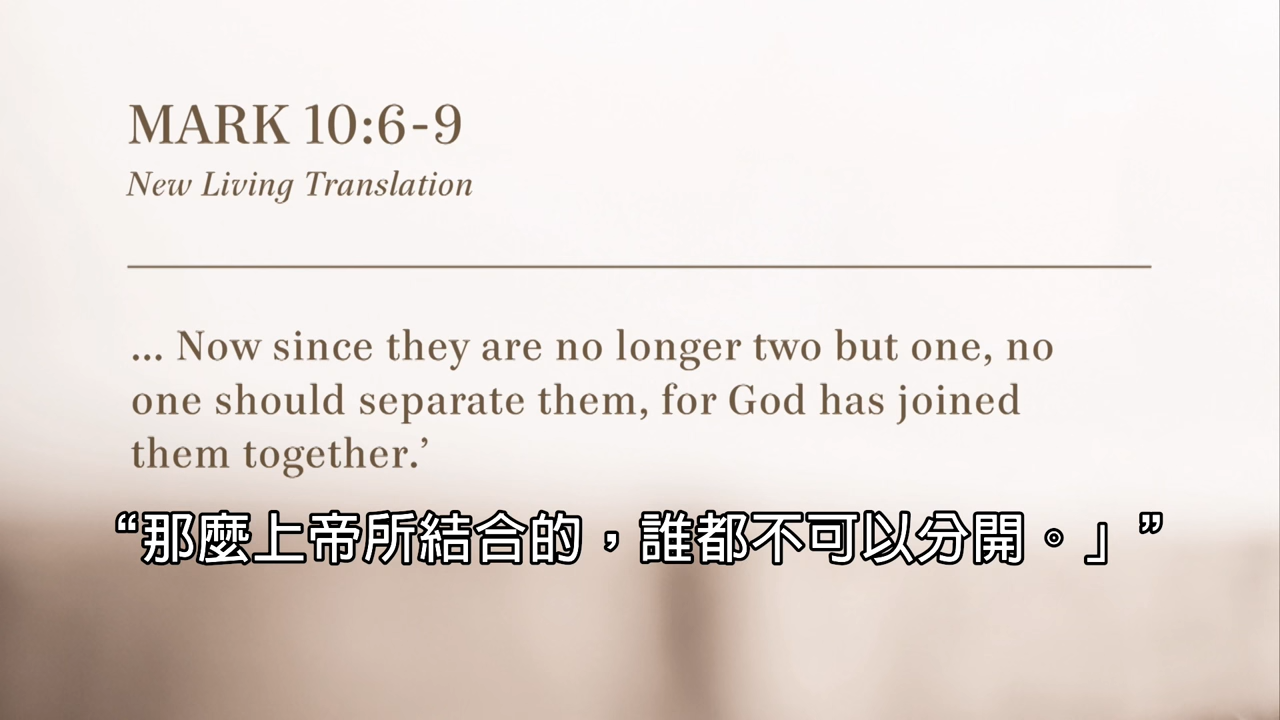 MARK 10:6-9
New Living Translation
... Now since they are no longer two but one, no
one should separate them, for God has joined
them together.’
“那麼上帝所結合的，誰都不可以分開。」”